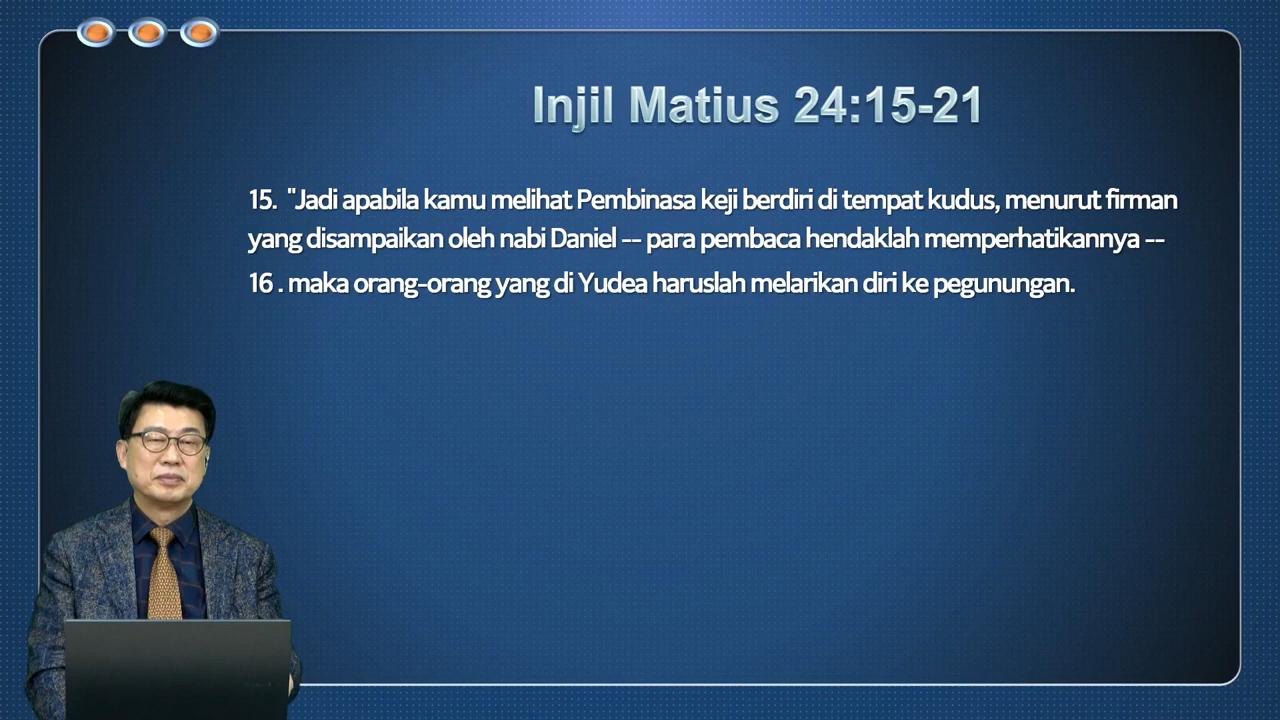 Injil Matius 24:15-21
15. "Jadi apabila kamu melihat Pembinasa keji berdiri di tempat kudus, menurut firman
yang disampaikan oleh nabi Daniel -- para pembaca hendaklah memperhatikannya --
16 . maka orang-orang yang di Yudea haruslah melarikan diri ke pegunungan.